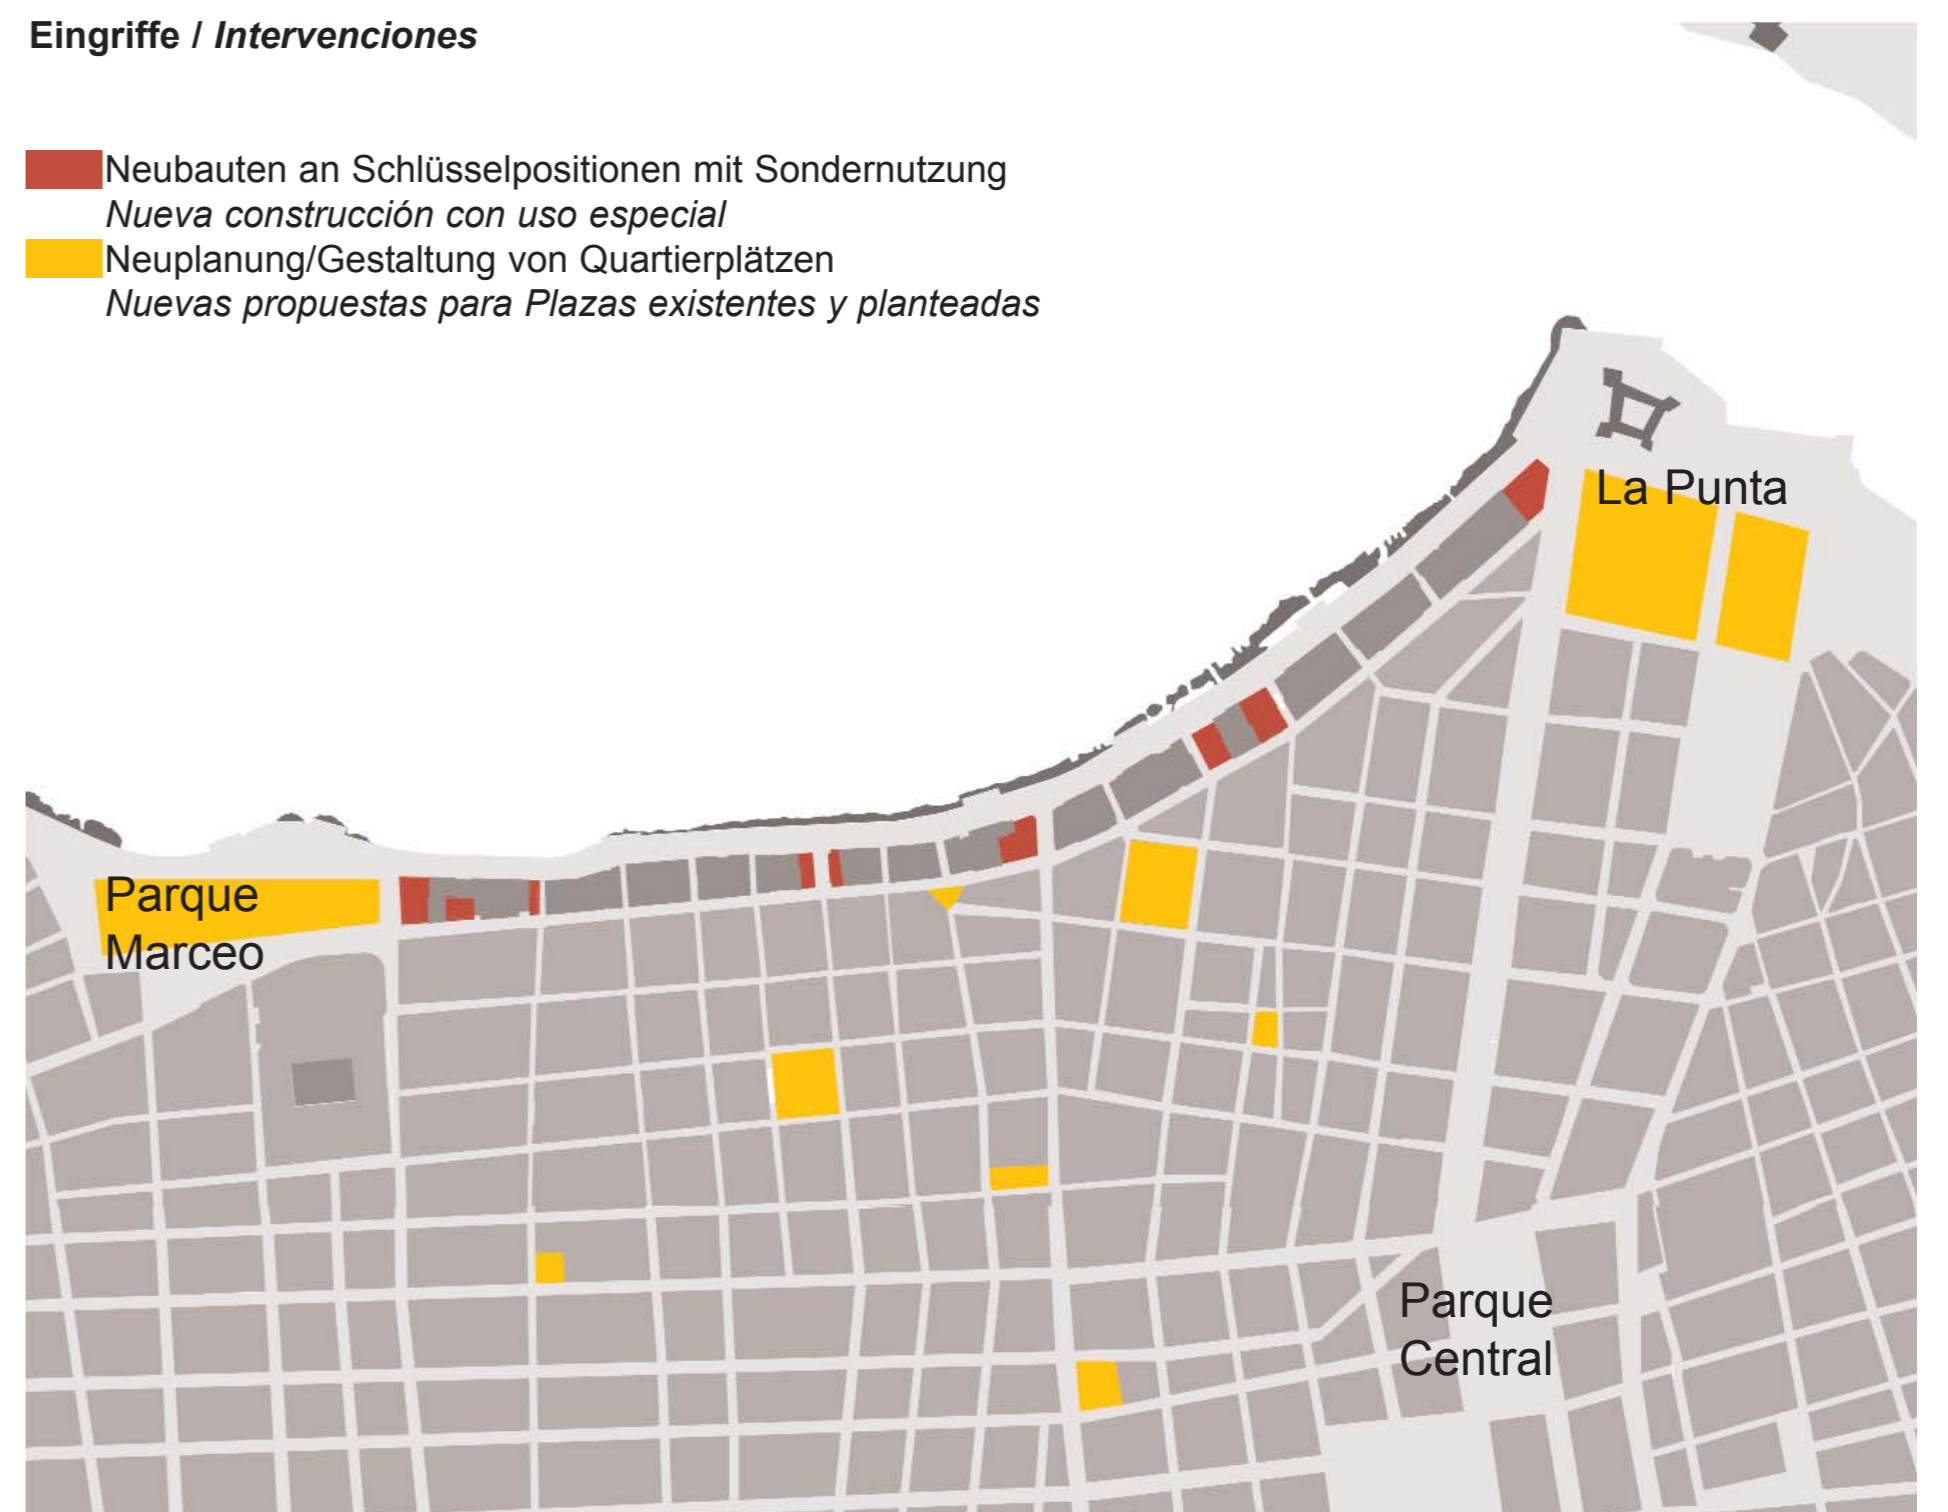 Eingriffe / Intervenciones
Neubauten an Schlüsselpositionen mit Sondernutzung
Nueva construcción con uso especial
Neuplanung/Gestaltung von Quartierplätzen
Nuevas propuestas para Plazas existentes y planteadas
La Punta
Parque
Marceo
Parque
Central